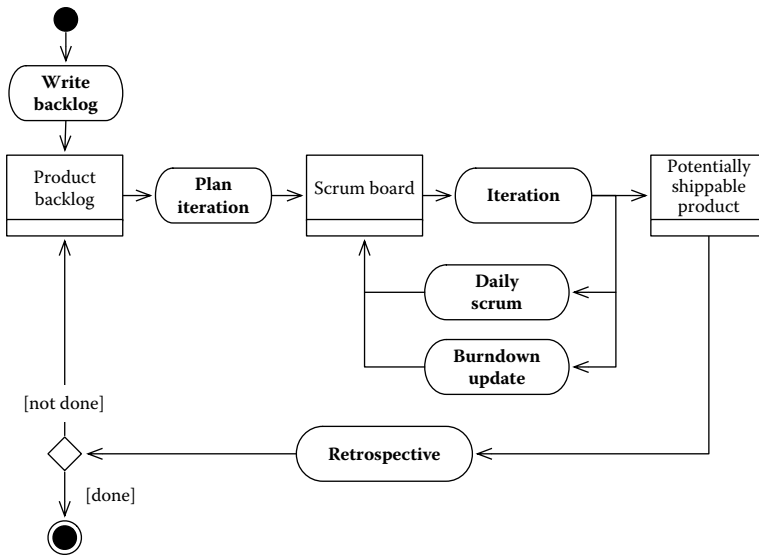 Write
backlog
Product
backlog
Plan
iteration
Scrum board
Iteration
Potentially
shippable
product
Daily
scrum
Burndown
update
[not done]
Retrospective
[done]